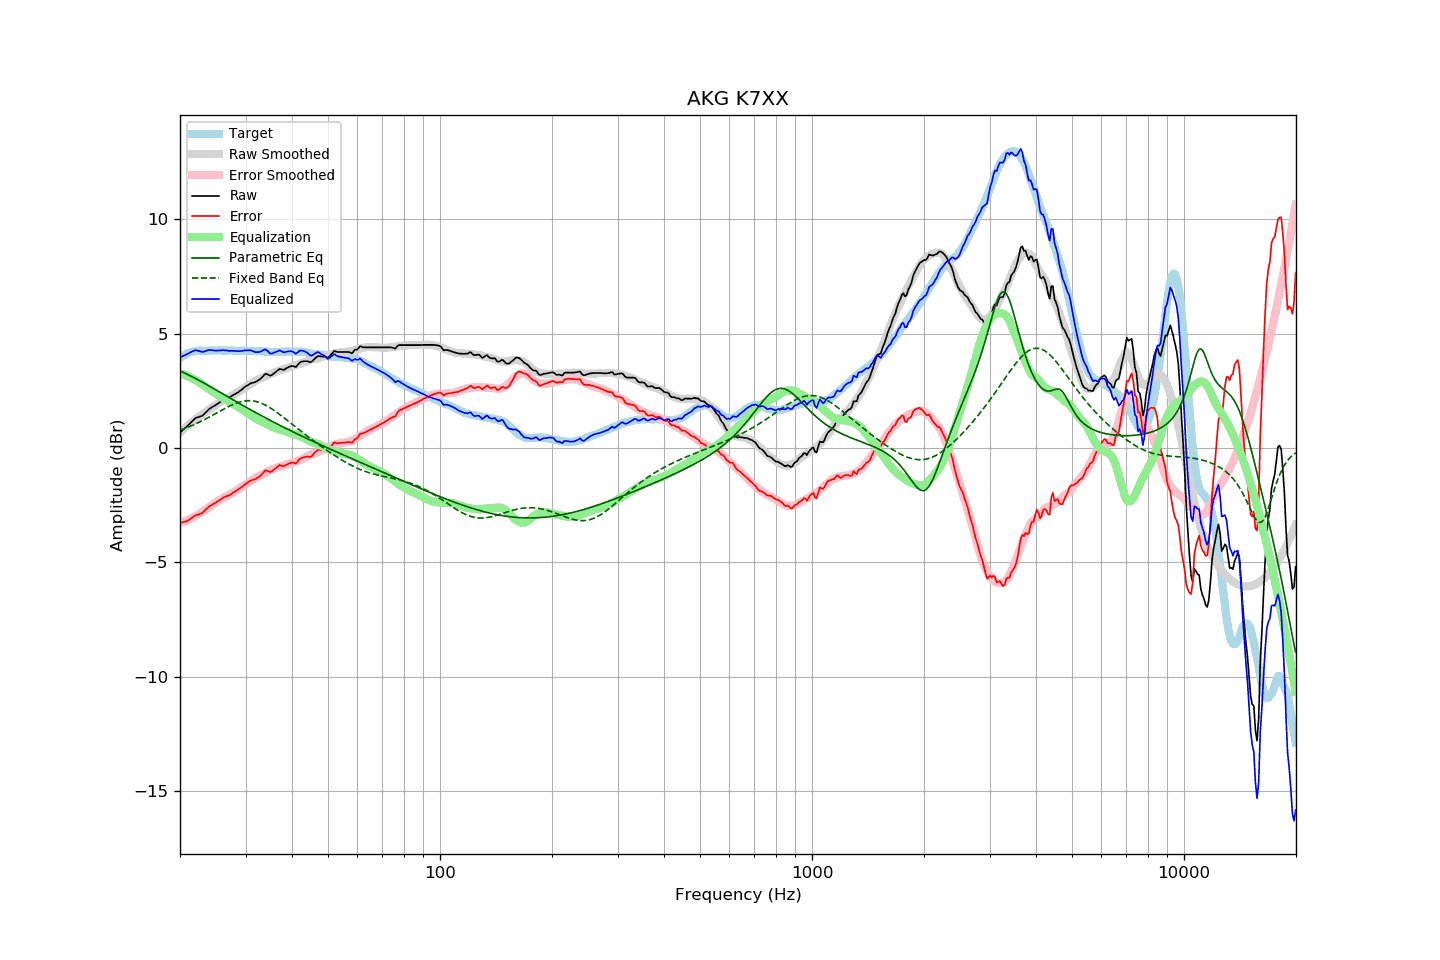 AKG K7XX
Target
Raw Smoothed
Error Smoothed
Raw
Error
Equalization
Parametric Eq
Fixed Band Eq
Equalized
10
5
0
−5
−10
−15
Amplitude (dBr)
100 1000 10000
Frequency (Hz)